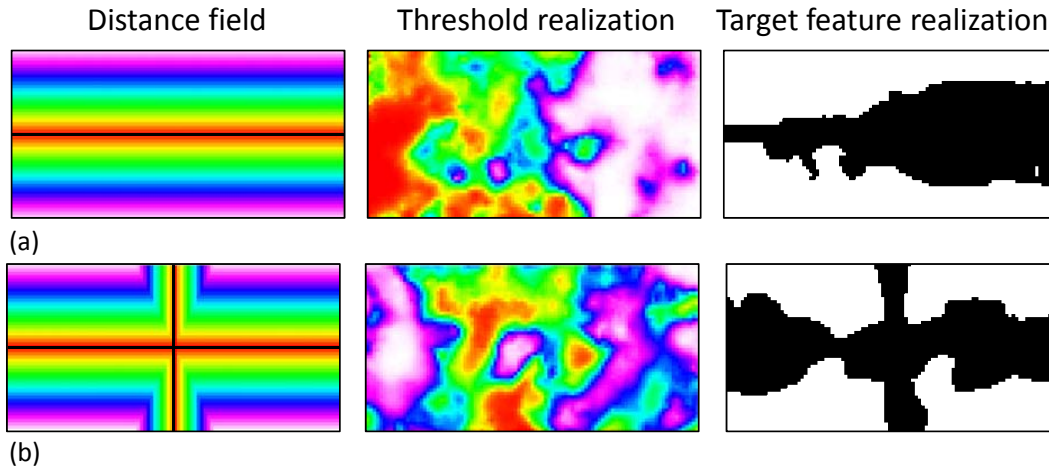 Distance field Threshold realization Target feature realization
(a)
(b)